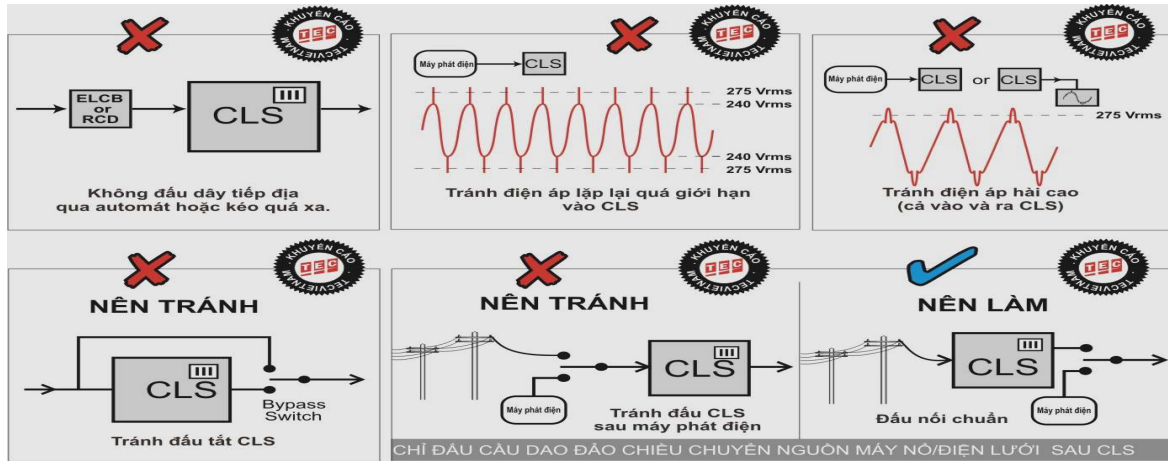 KHUYẾN CÁO
TEC
TECVIETNAM
ELCB
or
RCD
CLS
Không đấu dây tiếp địa
qua automát hoặc kéo quá xa.
KHUYẾN CÁO
TEC
TECVIETNAM
Máy phát điện
CLS
275 Vrms
240 Vrms
240 Vrms
275 Vrms
Tránh điện áp lặp lại quá giới hạn
vào CLS
KHUYẾN CÁO
TEC
TECVIETNAM
Máy phát điện
CLS or CLS
275 Vrms
Tránh điện áp hài cao
(cả vào và ra CLS)
KHUYẾN CÁO
TEC
TECVIETNAM
NÊN TRÁNH
CLS
Bypass
Switch
Tránh đấu tắt CLS
KHUYẾN CÁO
TEC
TECVIETNAM
NÊN TRÁNH
CLS
Máy phát điện
Tránh đấu CLS
sau máy phát điện
KHUYẾN CÁO
TEC
TECVIETNAM
NÊN LÀM
CLS
Máy phát điện
Đấu nối chuẩn
CHỈ ĐẤU CẦU DAO ĐẢO CHIỀU CHUYỂN NGUỒN MÁY NỔ/ĐIỆN LƯỚI SAU CLS